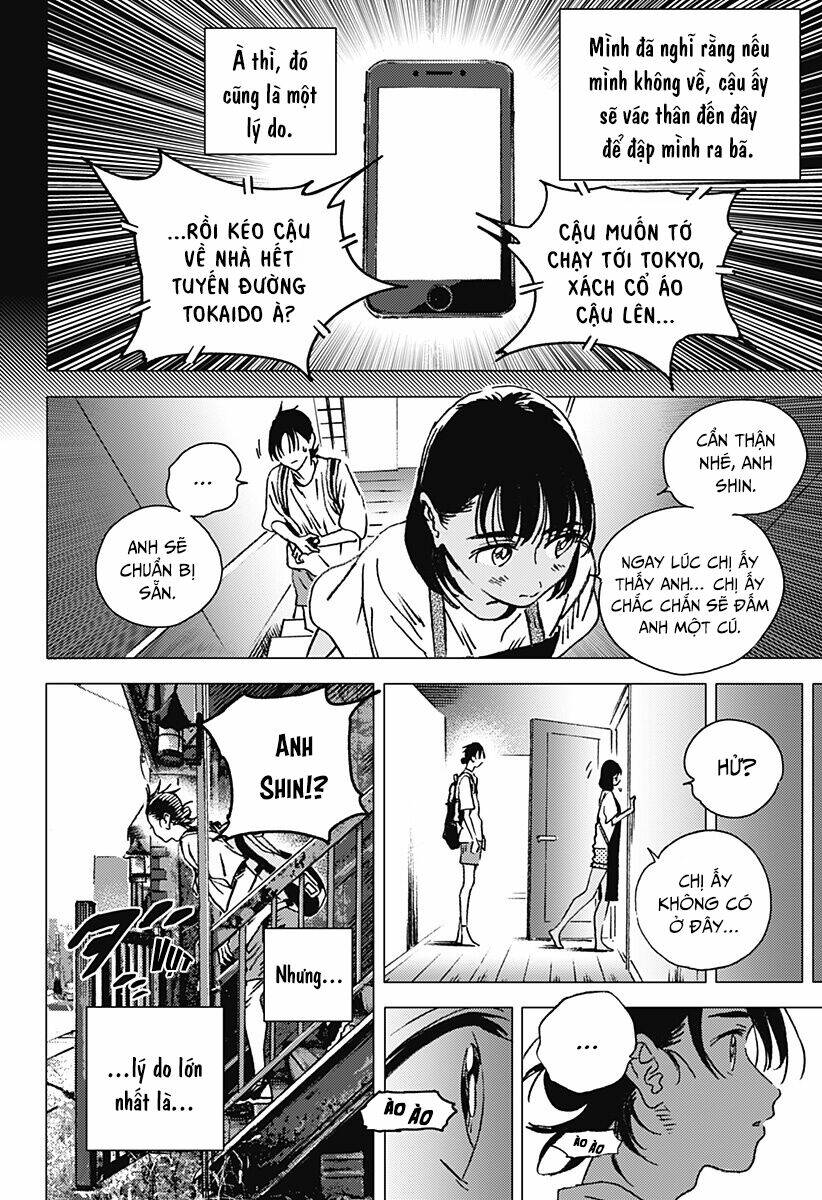 Mình đã nghĩ rằng nếu
mình không về, cậu ấy
sẽ vác thân đến đây
để đập mình ra bã.
À thì, đó
cũng là một
lý do.
CẬU MUỐN TỚ
CHẠY TỚI TOKYO,
XÁCH CỔ ÁO
CẬU LÊN...
...RỒI KÉO CẬU
VỀ NHÀ HẾT
TUYẾN ĐƯỜNG
TOKAIDO À?
CẨN THẬN
NHÉ, ANH
SHIN.
NGAY LÚC CHỊ ẤY
THẤY ANH... CHỊ ẤY
CHẮC CHẮN SẼ ĐẤM
ANH MỘT CÚ.
...
ANH SẼ
CHUẨN BỊ
SẴN.
HỬ?
CHỊ ẤY
KHÔNG CÓ
Ở ĐÂY...
...
ÀO ÀO
ÀO ÀO
ANH
SHIN!?
VỤT
Nhưng...
...lý do lớn
nhất là...